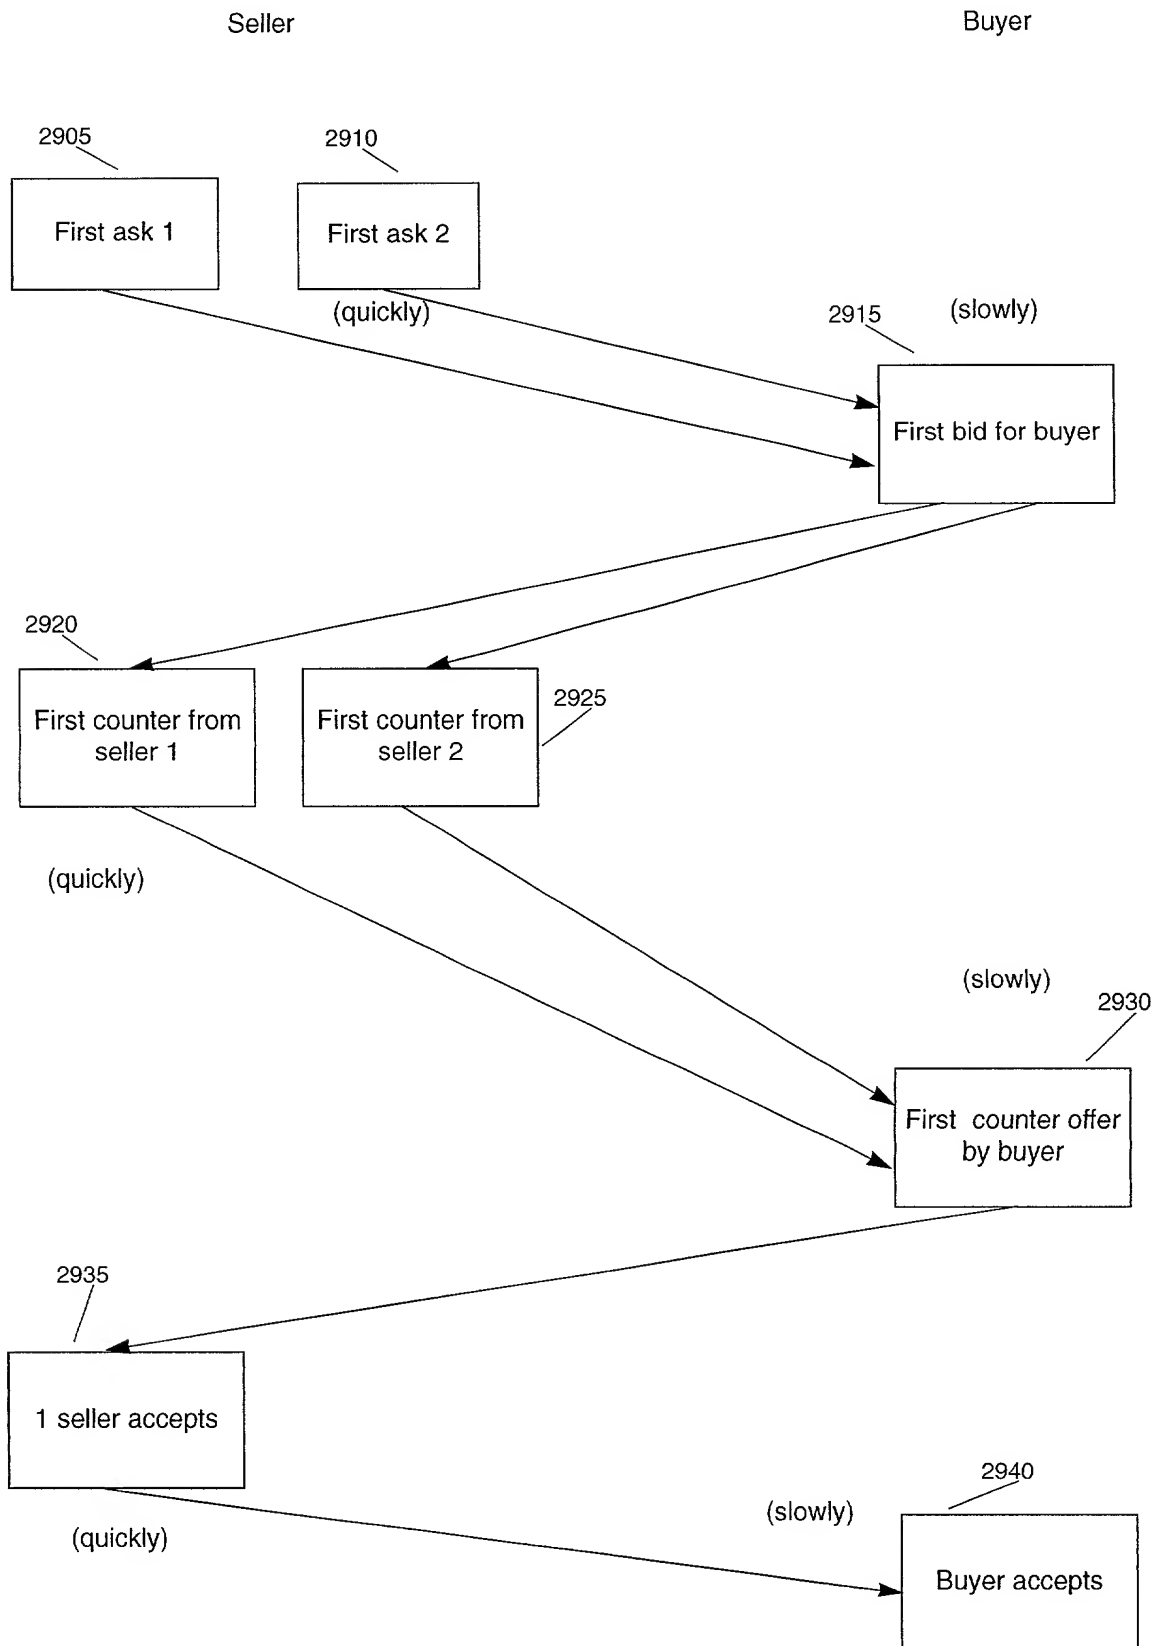 Seller
Buyer
2905
2910
First ask 1
First ask 2
(quickly)
2915
(slowly)
First bid for buyer
2920
First counter from
seller 1
First counter from
seller 2
2925
(quickly)
(slowly)
2930
First counter offer
by buyer
2935
1 seller accepts
(quickly)
(slowly)
2940
Buyer accepts